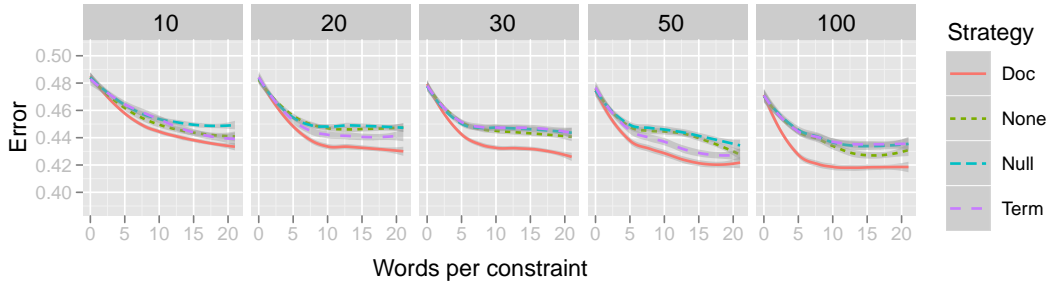 10 20 30 50 100
Strategy
Doc
None
Null
Term
Error
0.50
0.48
0.46
0.44
0.42
0.40
0 5 10 15 20 0 5 10 15 20 0 5 10 15 20 0 5 10 15 20 0 5 10 15 20
Words per constraint